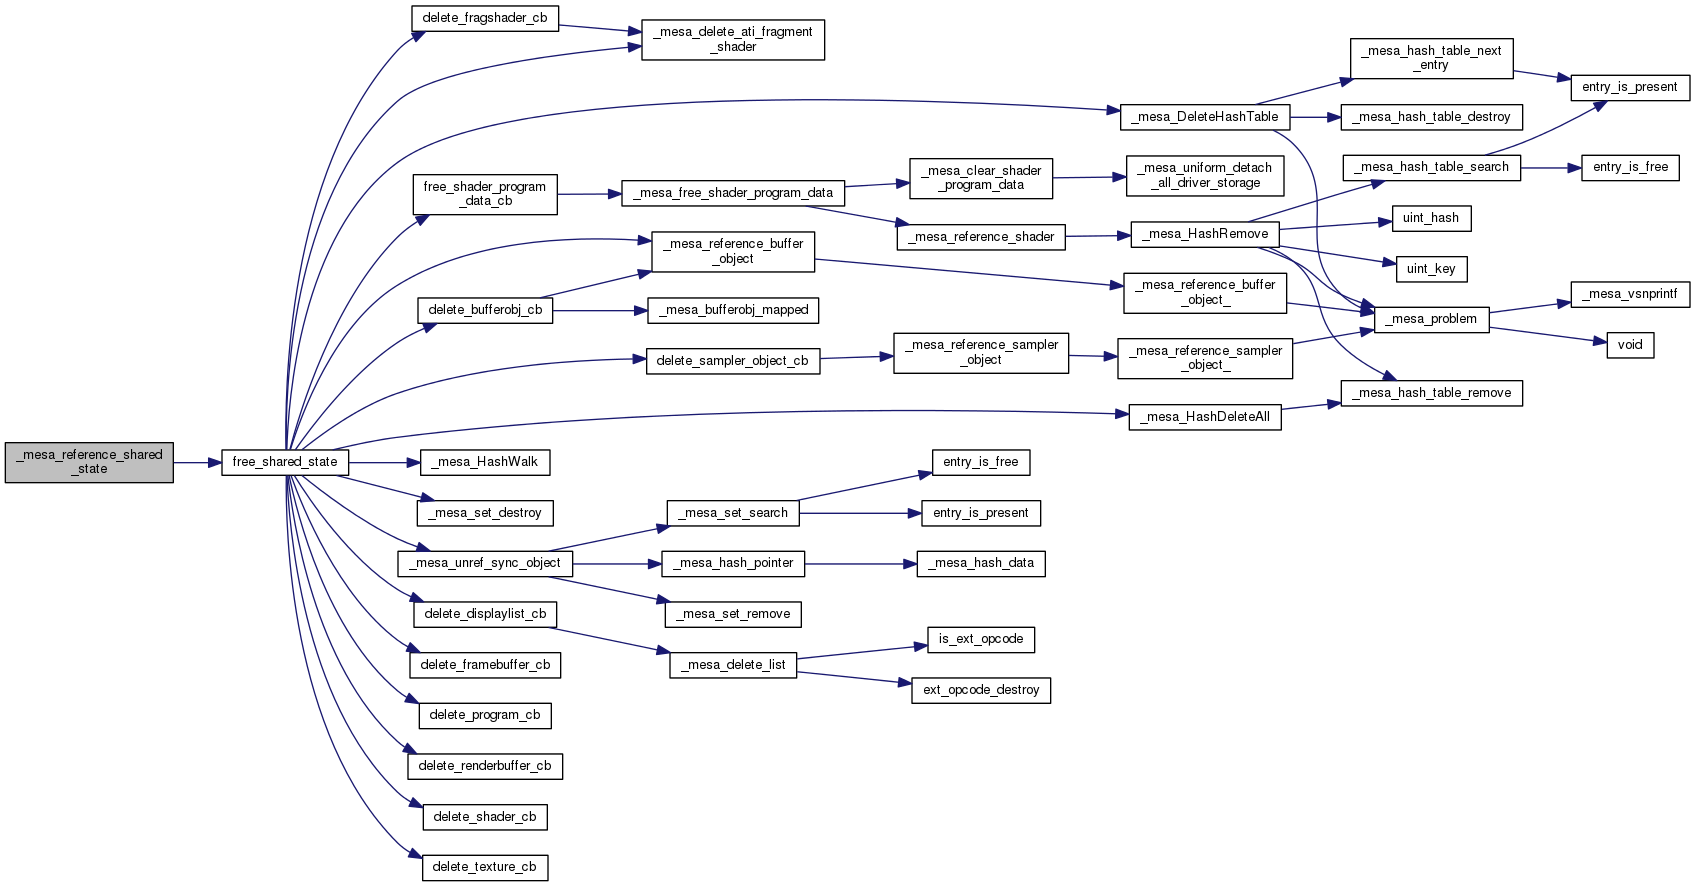 delete_fragshader_cb
_mesa_delete_ati_fragment
_shader
_mesa_hash_table_next
_entry
entry_is_present
_mesa_DeleteHashTable
_mesa_hash_table_destroy
_mesa_hash_table_search
entry_is_free
free_shader_program
_data_cb
_mesa_free_shader_program_data
_mesa_clear_shader
_program_data
_mesa_uniform_detach
_all_driver_storage
_mesa_reference_shader
_mesa_HashRemove
uint_hash
uint_key
_mesa_reference_buffer
_object
delete_bufferobj_cb
_mesa_bufferobj_mapped
_mesa_reference_buffer
_object_
_mesa_problem
_mesa_vsnprintf
void
delete_sampler_object_cb
_mesa_reference_sampler
_object
_mesa_reference_sampler
_object_
_mesa_hash_table_remove
_mesa_HashDeleteAll
_mesa_reference_shared
_state
free_shared_state
_mesa_HashWalk
_mesa_set_destroy
_mesa_unref_sync_object
_mesa_set_search
entry_is_free
entry_is_present
_mesa_hash_pointer
_mesa_hash_data
_mesa_set_remove
delete_displaylist_cb
_mesa_delete_list
is_ext_opcode
ext_opcode_destroy
delete_framebuffer_cb
delete_program_cb
delete_renderbuffer_cb
delete_shader_cb
delete_texture_cb